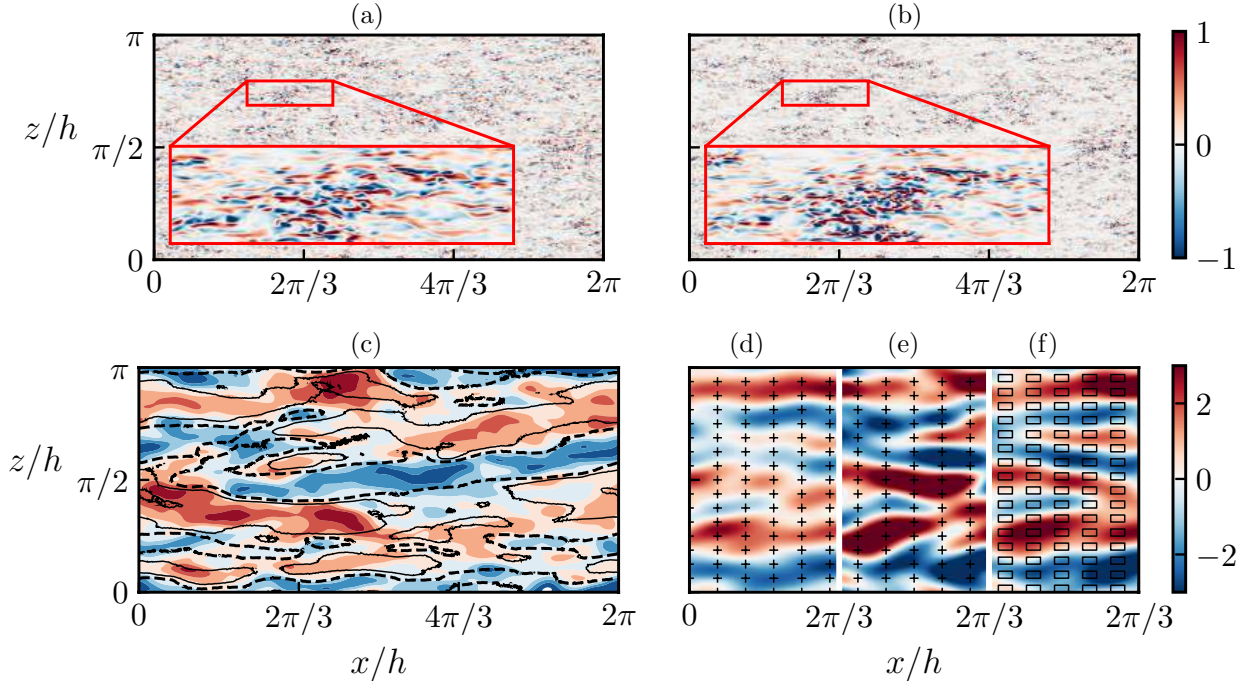 (a) (b)
π 1
z/h π/2 0
0 −1
0 2π/3 4π/3 2π 0 2π/3 4π/3 2π
(c) (d) (e) (f)
π 2
z/h π/2 0
0 −2
0 2π/3 4π/3 2π 0 2π/3 2π/3 2π/3
x/h x/h